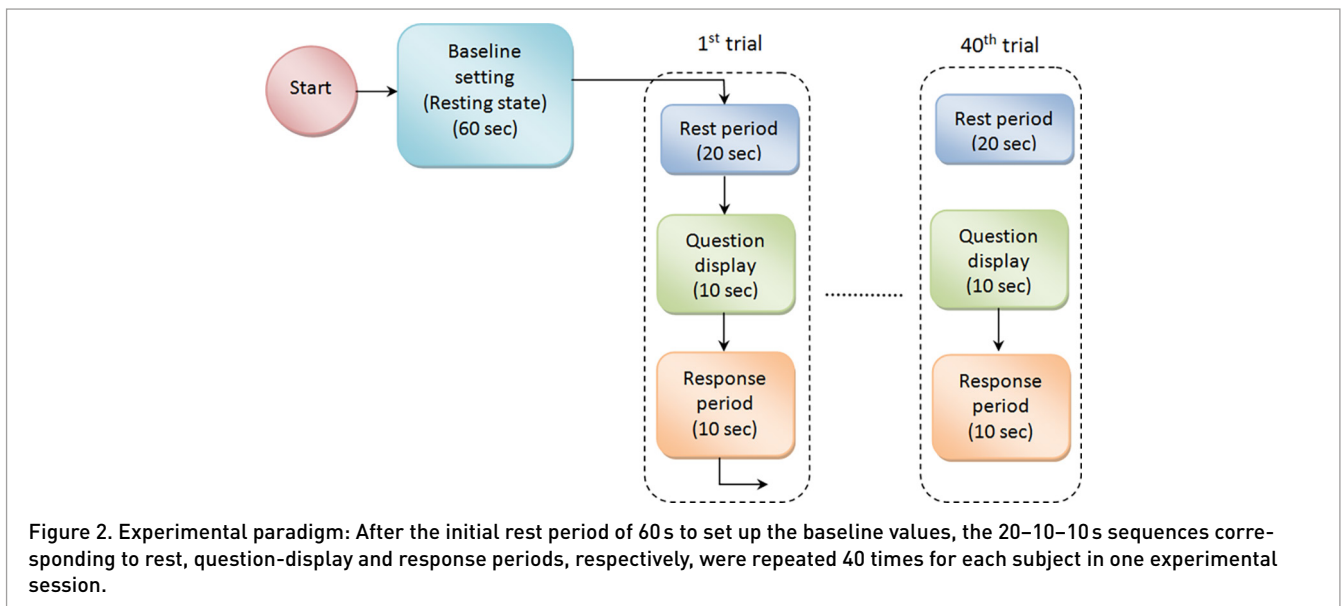 Start
Baseline
setting
(Resting state)
(60 sec)
1st trial
Rest period
(20 sec)
Question
display
(10 sec)
Response
period
(10 sec)
40th trial
Rest period
(20 sec)
Question
display
(10 sec)
Response
period
(10 sec)
Figure 2. Experimental paradigm: After the initial rest period of 60 s to set up the baseline values, the 20–10–10 s sequences corre-
sponding to rest, question-display and response periods, respectively, were repeated 40 times for each subject in one experimental
session.